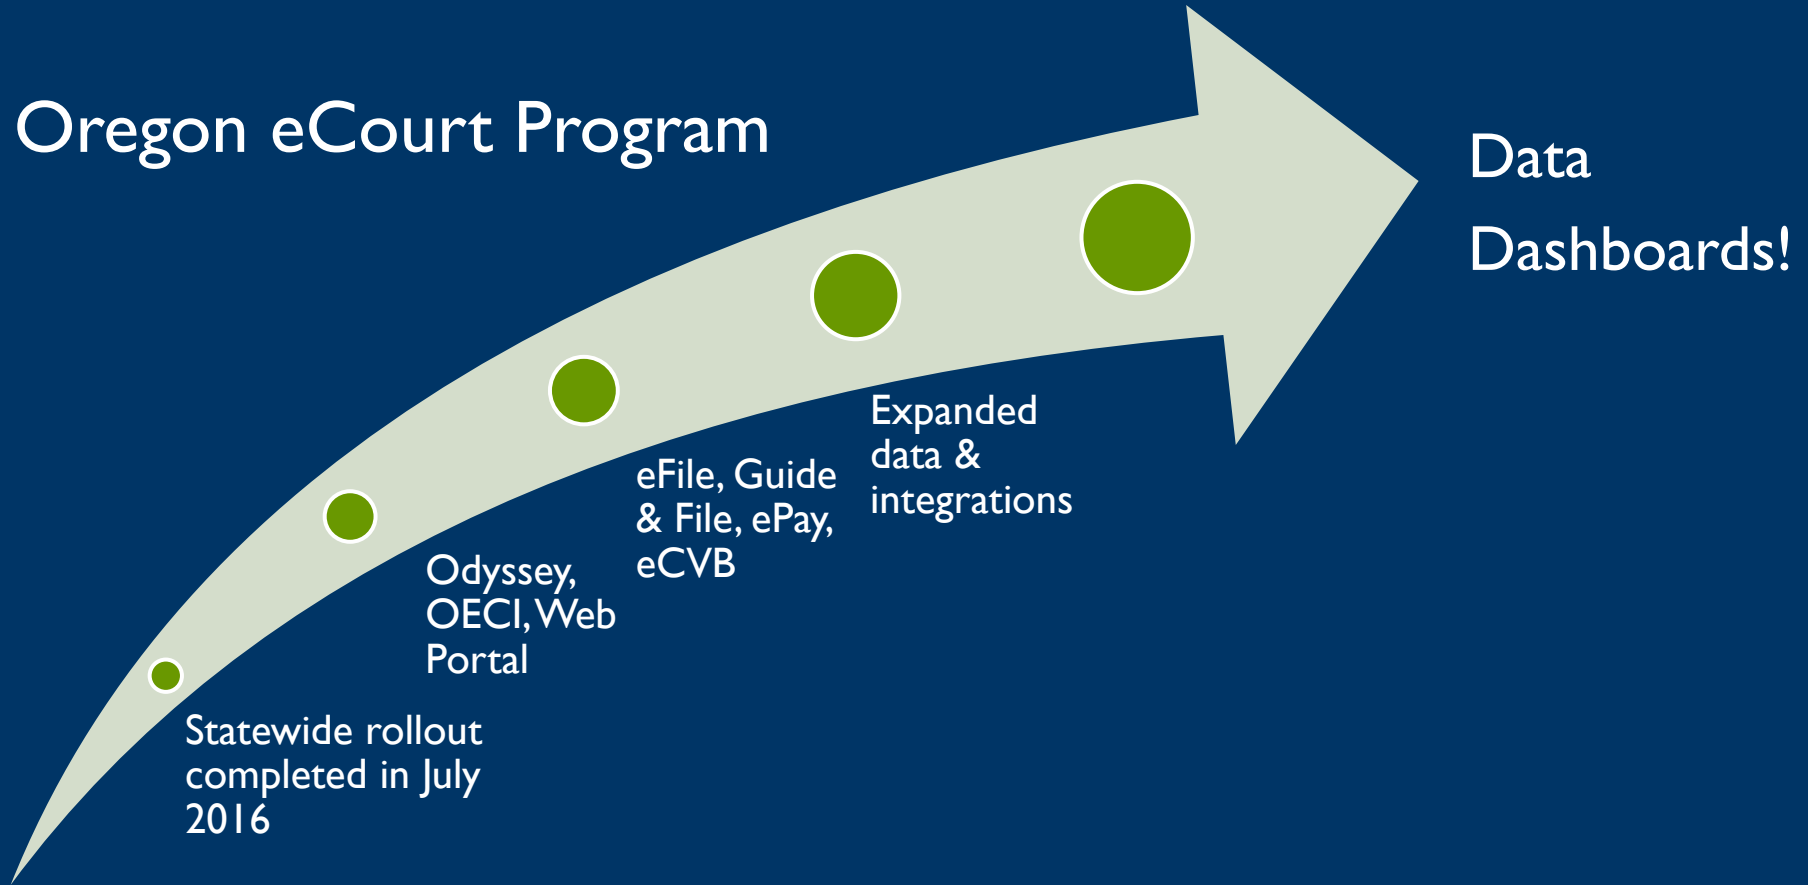 Oregon eCourt Program
Data
Dashboards!
Expanded
data &
integrations
eFile, Guide
& File, ePay,
eCVB
Odyssey,
OECI, Web
Portal
Statewide rollout
completed in July
2016